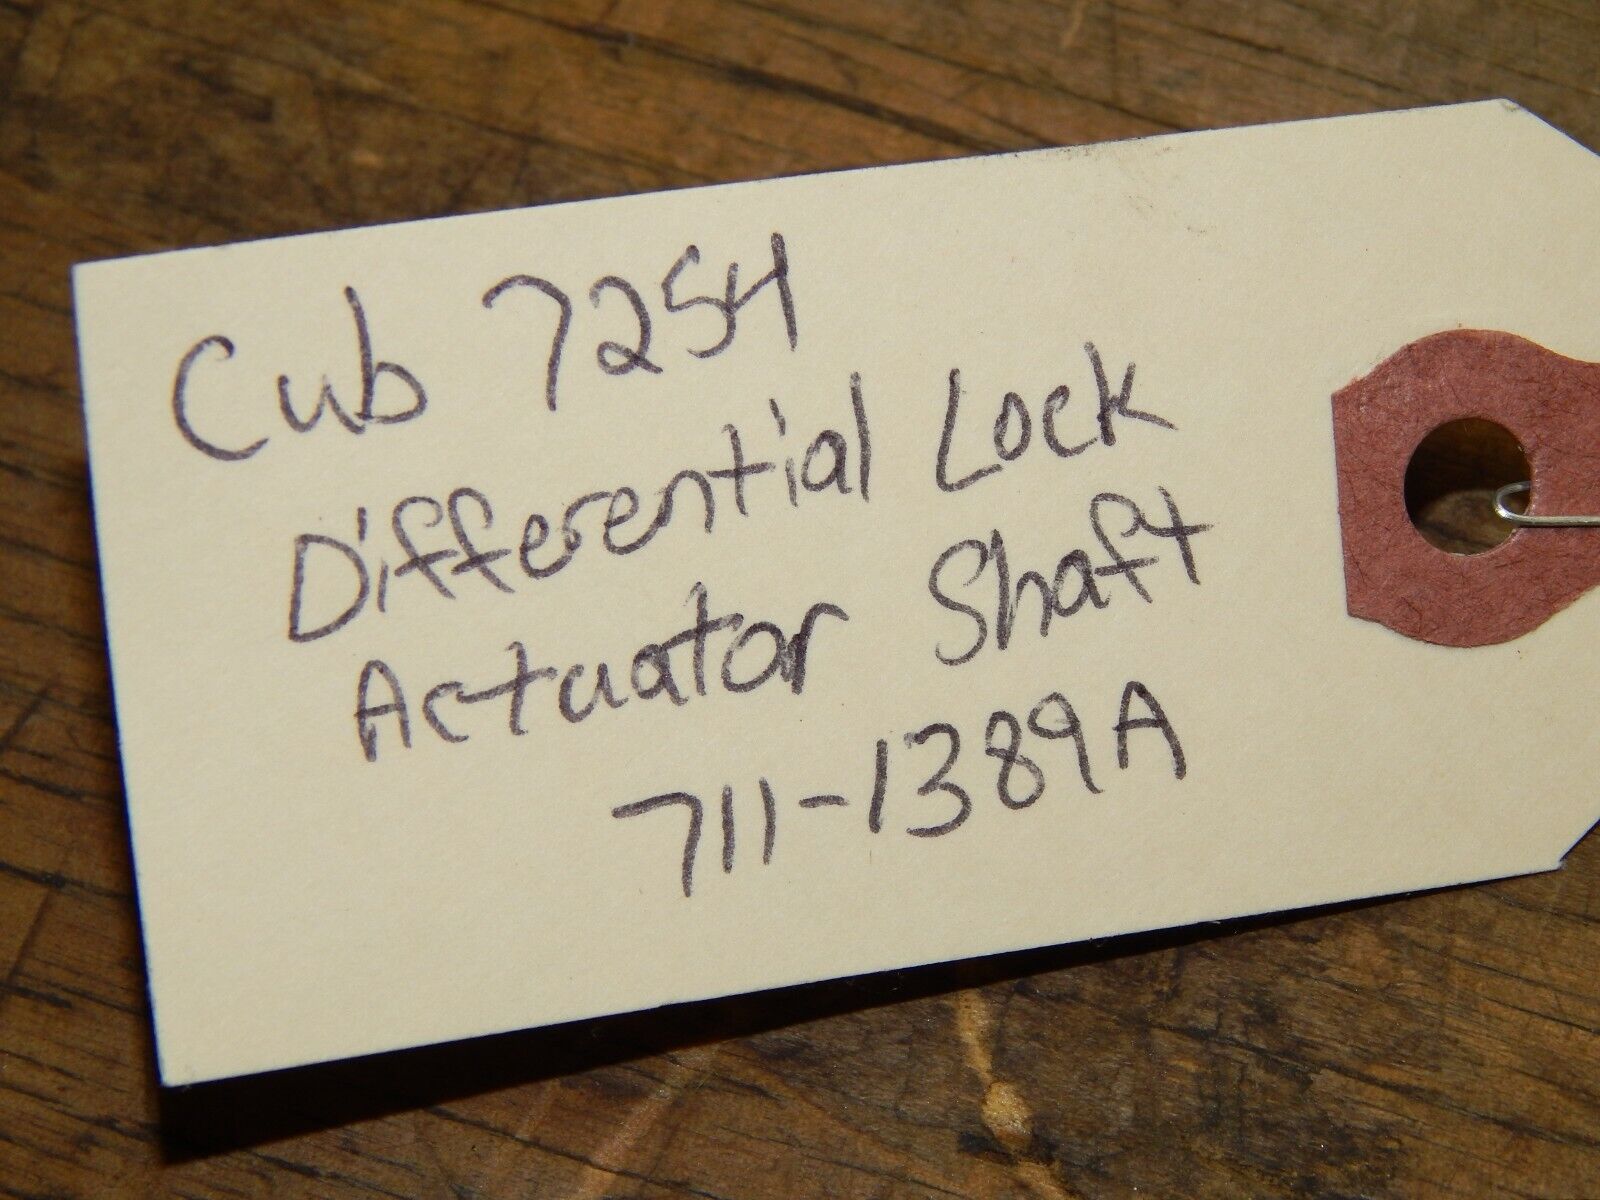 Cub 7254
Differential Lock
Actuator Shaft
711-1389A